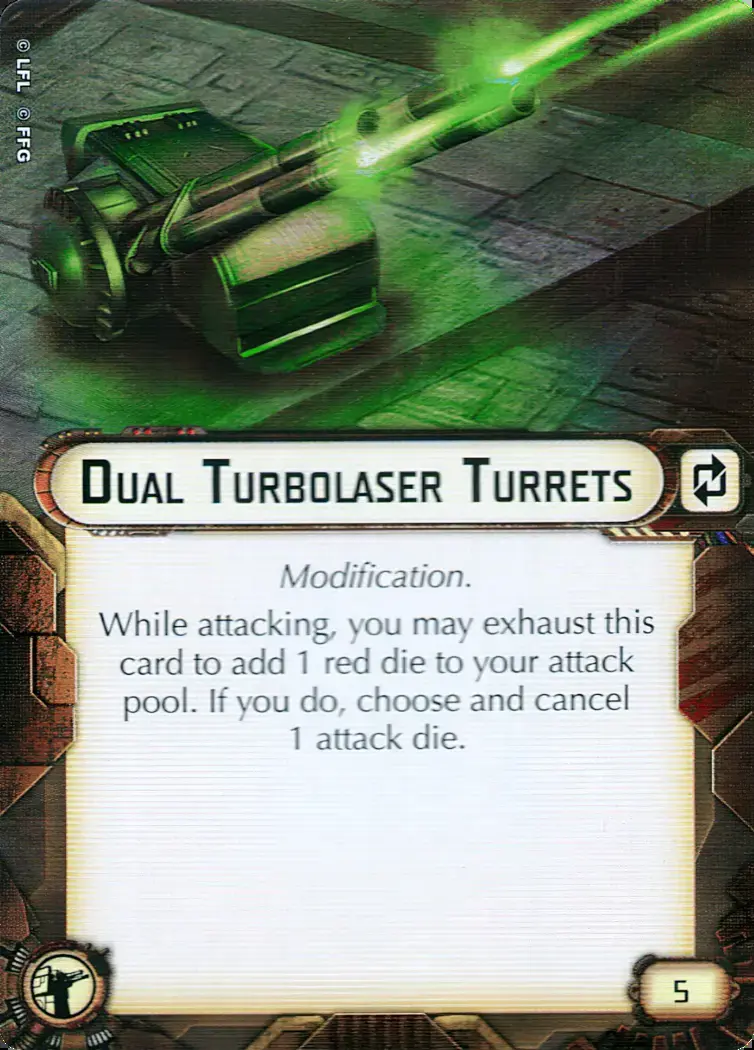 © LFL © FFG
Dual Turbolaser Turrets
Modification.
While attacking, you may exhaust this
card to add 1 red die to your attack
pool. If you do, choose and cancel
1 attack die.
5